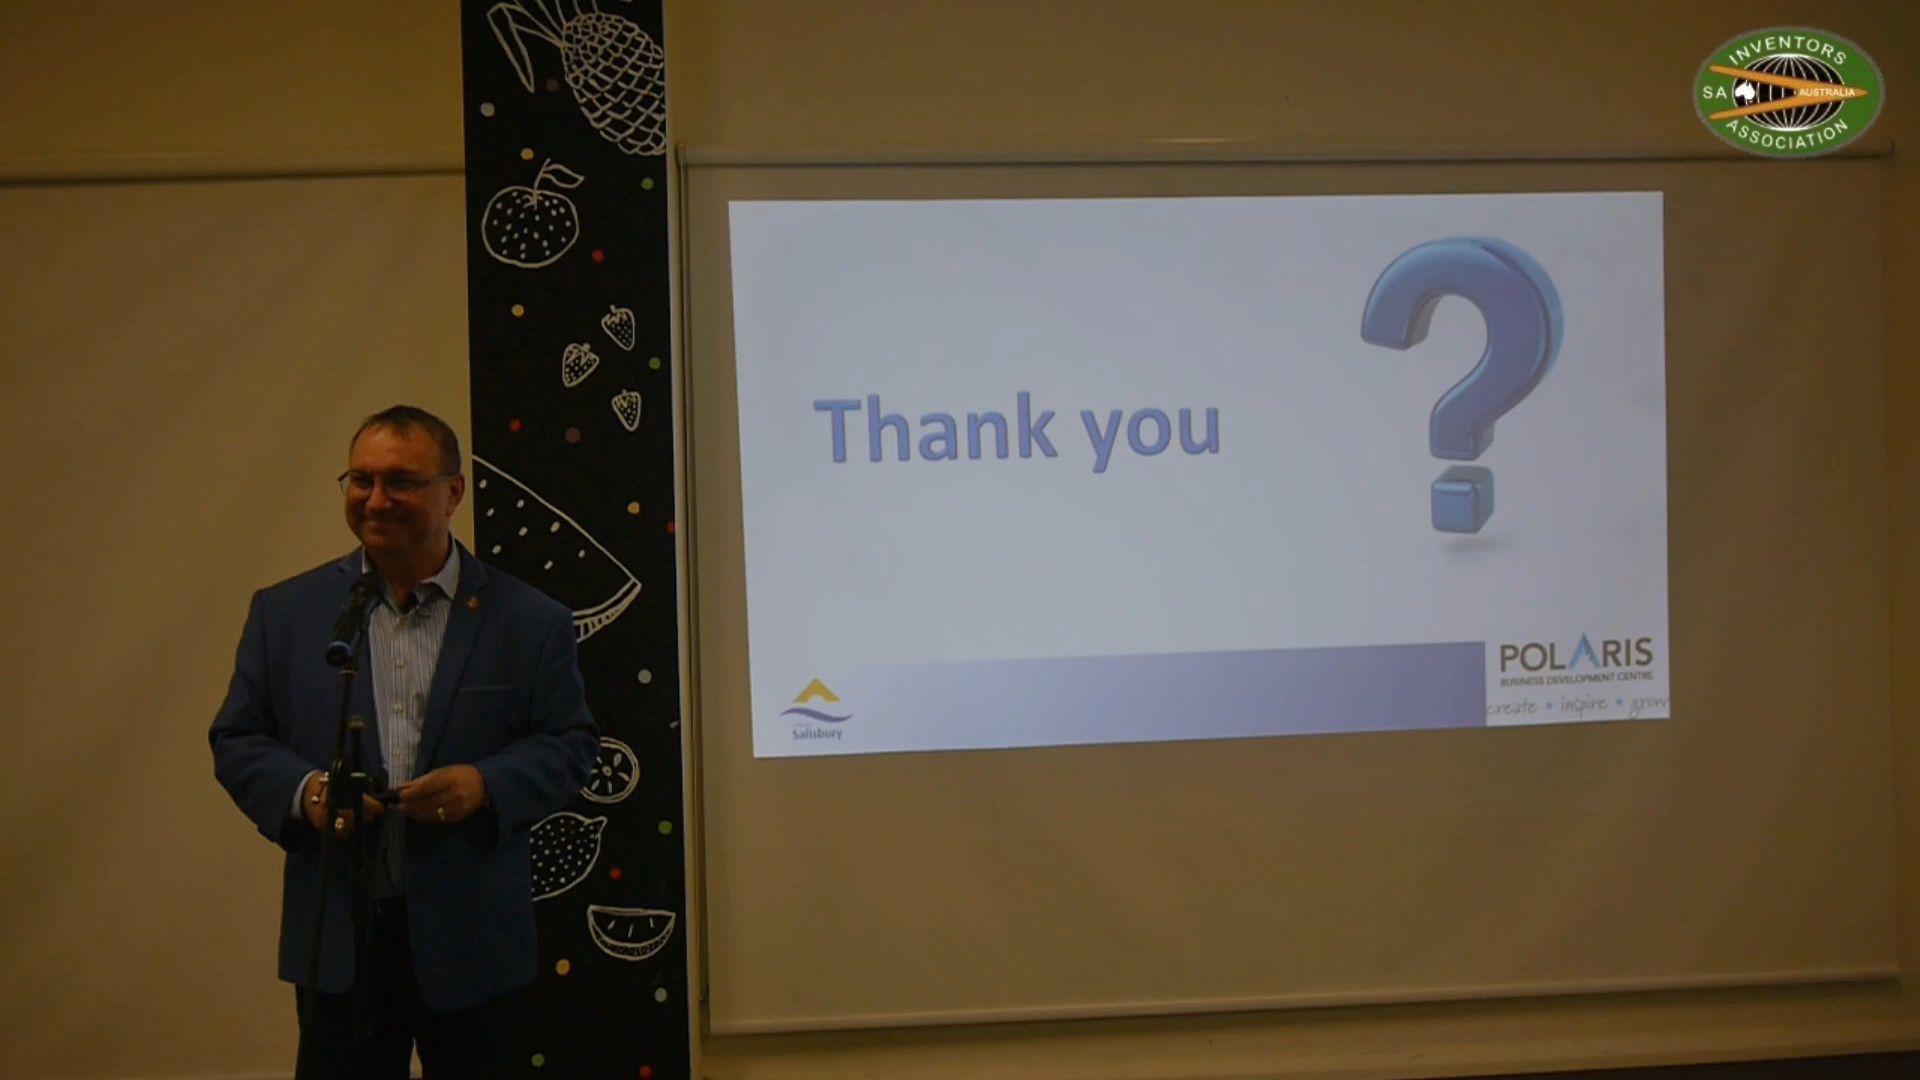 INVENTORS
SA
AUSTRALIA
ASSOCIATION
Thank you
?
POLARIS
BUSINESS DEVELOPMENT CENTRE
create * inspire * grow
Salisbury